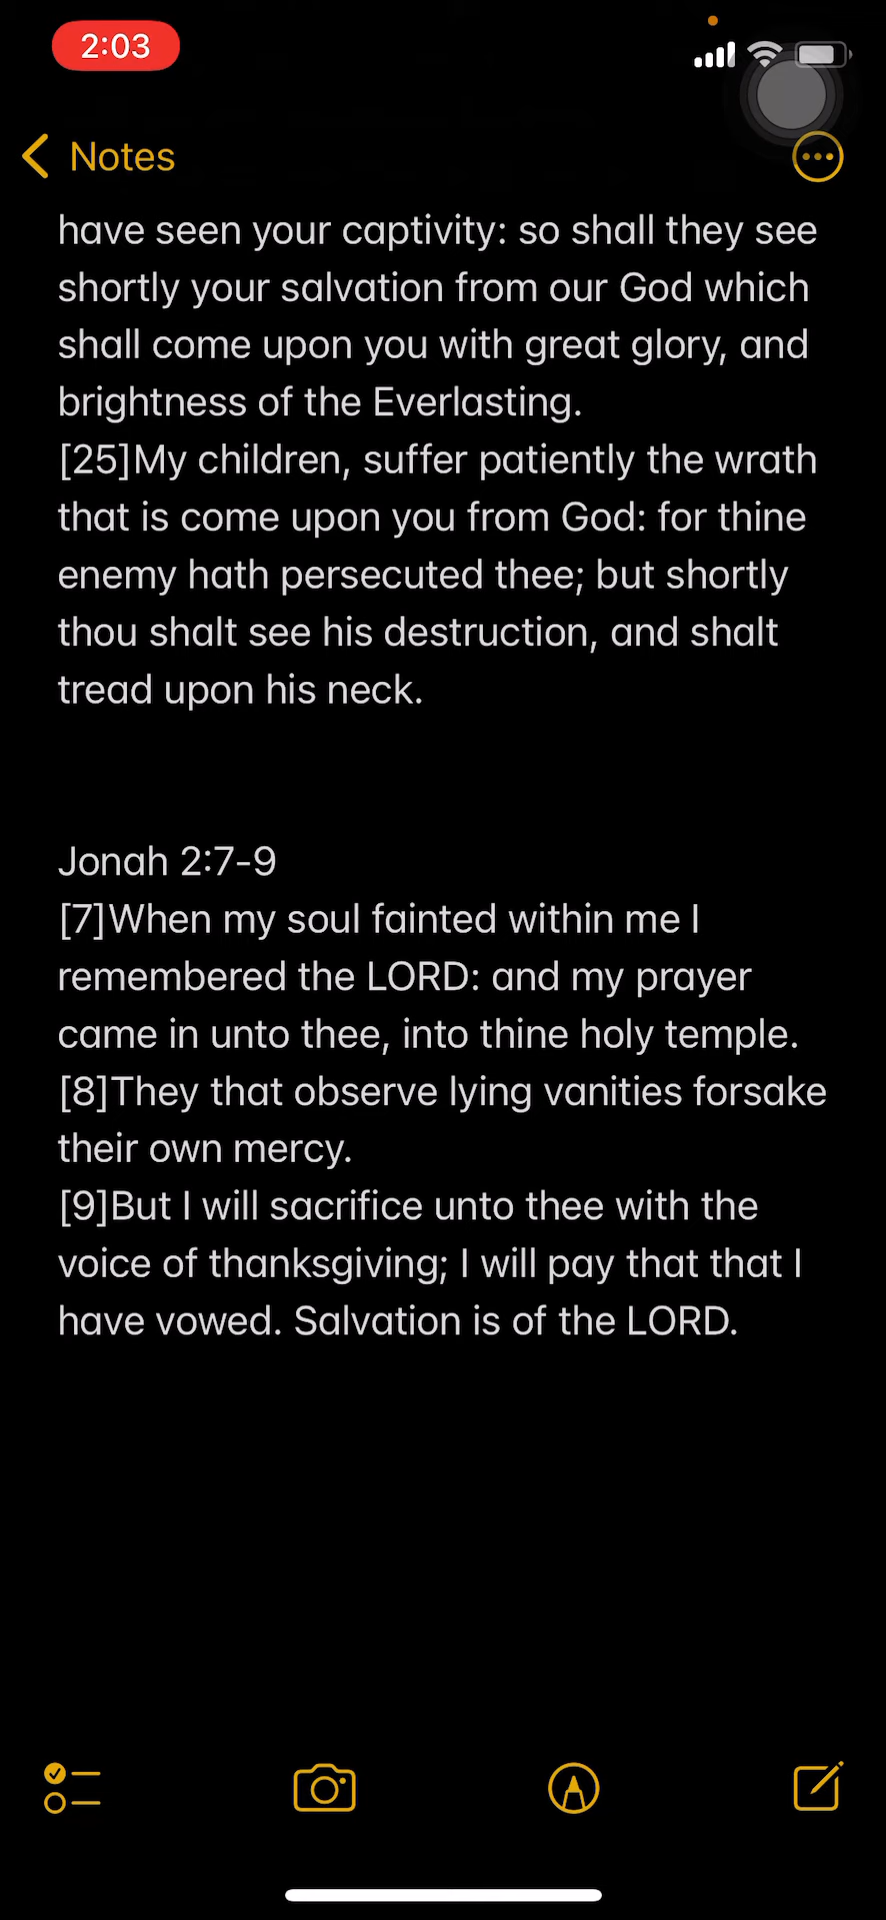 2:03
Notes
have seen your captivity: so shall they see
shortly your salvation from our God which
shall come upon you with great glory, and
brightness of the Everlasting.
[25]My children, suffer patiently the wrath
that is come upon you from God: for thine
enemy hath persecuted thee; but shortly
thou shalt see his destruction, and shalt
tread upon his neck.
Jonah 2:7-9
[7]When my soul fainted within me I
remembered the LORD: and my prayer
came in unto thee, into thine holy temple.
[8]They that observe lying vanities forsake
their own mercy.
[9]But I will sacrifice unto thee with the
voice of thanksgiving; I will pay that that I
have vowed. Salvation is of the LORD.